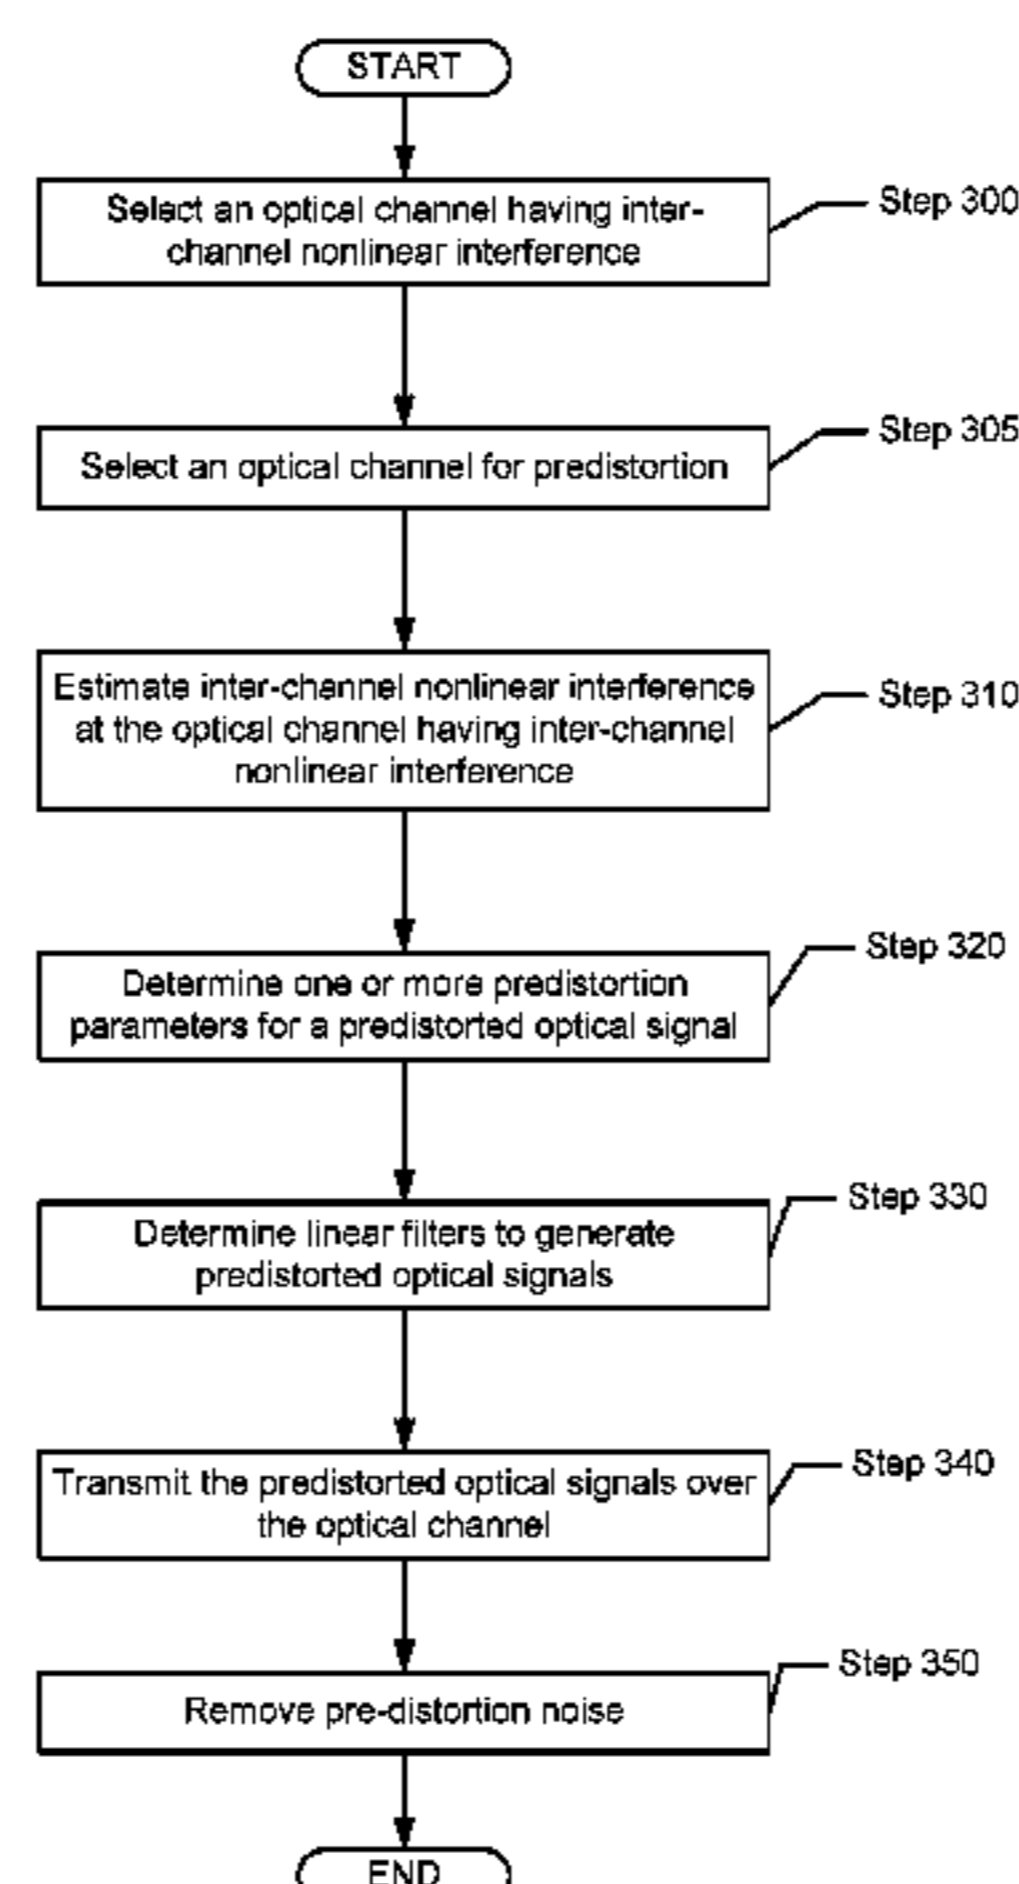 START
Select an optical channel having inter-
channel nonlinear interference
Step 300
Select an optical channel for predistortion
Step 305
Estimate inter-channel nonlinear interference
at the optical channel having inter-channel
nonlinear interference
Step 310
Determine one or more predistortion
parameters for a predistorted optical signal
Step 320
Determine linear filters to generate
predistorted optical signals
Step 330
Transmit the predistorted optical signals over
the optical channel
Step 340
Remove pre-distortion noise
Step 350
END